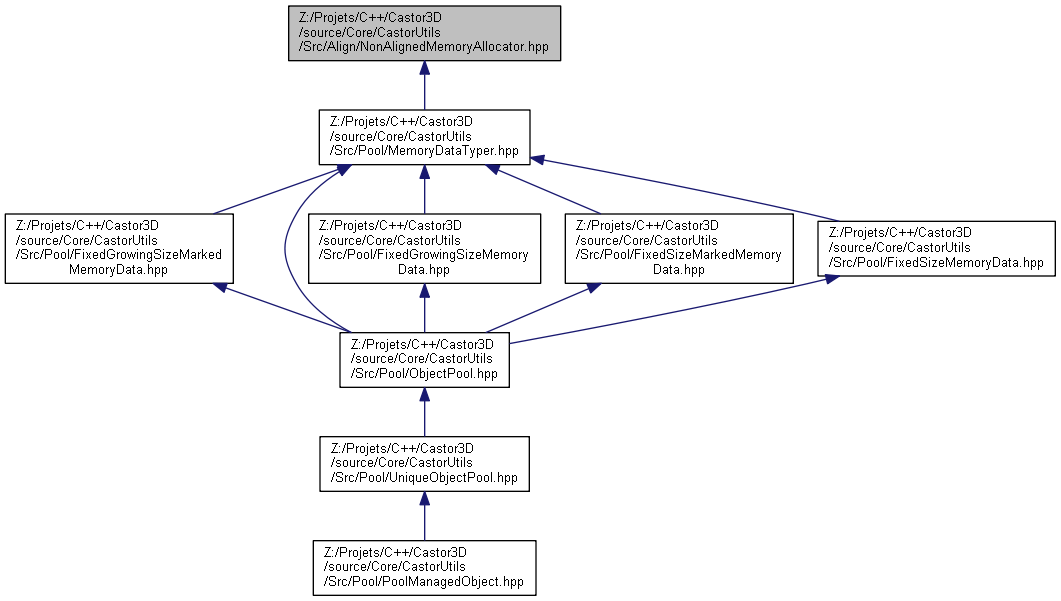 Z:/Projets/C++/Castor3D
/source/Core/CastorUtils
/Src/Align/NonAlignedMemoryAllocator.hpp
Z:/Projets/C++/Castor3D
/source/Core/CastorUtils
/Src/Pool/MemoryDataTyper.hpp
Z:/Projets/C++/Castor3D
/source/Core/CastorUtils
/Src/Pool/FixedGrowingSizeMarked
MemoryData.hpp
Z:/Projets/C++/Castor3D
/source/Core/CastorUtils
/Src/Pool/FixedGrowingSizeMemory
Data.hpp
Z:/Projets/C++/Castor3D
/source/Core/CastorUtils
/Src/Pool/FixedSizeMarkedMemory
Data.hpp
Z:/Projets/C++/Castor3D
/source/Core/CastorUtils
/Src/Pool/FixedSizeMemoryData.hpp
Z:/Projets/C++/Castor3D
/source/Core/CastorUtils
/Src/Pool/ObjectPool.hpp
Z:/Projets/C++/Castor3D
/source/Core/CastorUtils
/Src/Pool/UniqueObjectPool.hpp
Z:/Projets/C++/Castor3D
/source/Core/CastorUtils
/Src/Pool/PoolManagedObject.hpp